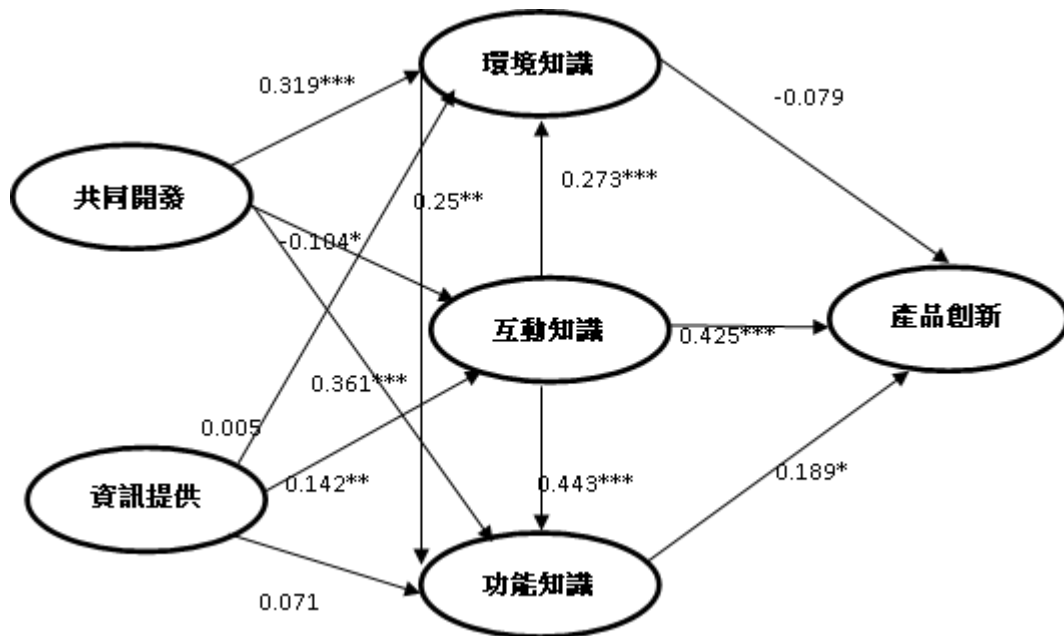 環境知識
0.319***
-0.079
共同開發
0.273***
0.25**
-0.104*
產品創新
互動知識
0.425***
0.361***
0.005
資訊提供
0.142**
0.443***
0.189*
功能知識
0.071